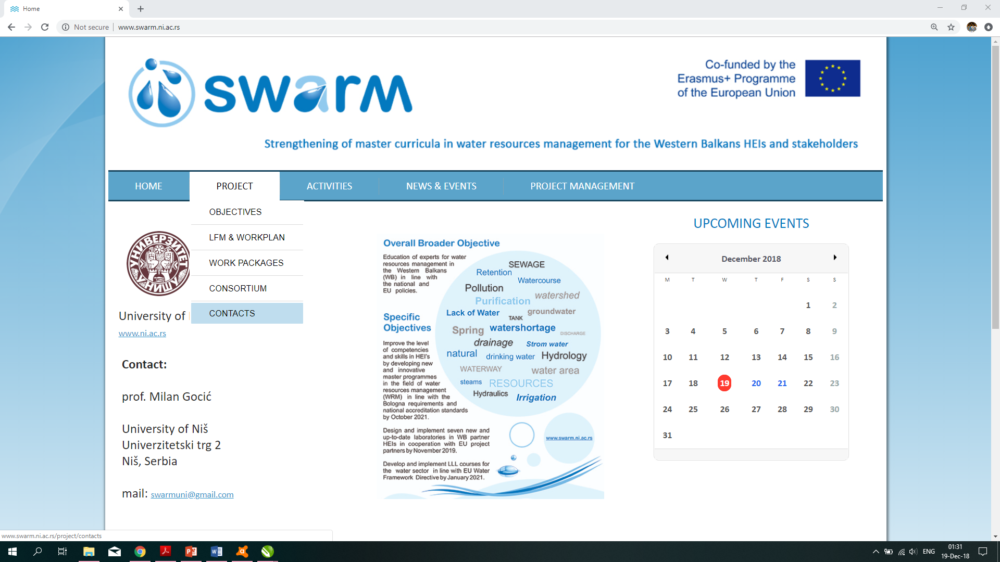 Home
Not secure
www.swarm.ni.ac.rs
swarm
Co-funded by the
Erasmus+ Programme
of the European Union
Strengthening of master curricula in water resources management for the Western Balkans HEIs and stakeholders
HOME
PROJECT
ACTIVITIES
NEWS & EVENTS
PROJECT MANAGEMENT
OBJECTIVES
LFM & WORKPLAN
WORK PACKAGES
CONSORTIUM
CONTACTS
УНИВЕРЗИТЕТ
У НИШУ
University of
www.ni.ac.rs
Contact:
prof. Milan Gocić
University of Niš
Univerzitetski trg 2
Niš, Serbia
mail: swarmuni@gmail.com
Overall Broader Objective
Education of experts for water
resources management in
the Western Balkans
(WB) in line with
the national and
EU policies.
Specific
Objectives
Improve the level
of competencies
and skills in HEI's
by developing new
and innovative
master programmes
in the field of water
resources management
(WRM) in line with the
Bologna requirements and
national accreditation standards
by October 2021.
Design and implement seven new and
up-to-date laboratories in WB partner
HEIs in cooperation with EU project
partners by November 2019.
Develop and implement LLL courses for
the water sector in line with EU Water
Framework Directive by January 2021.
SEWAGE
Retention
Watercourse
Pollution
watershed
Purification
Lack of Water
TANK
groundwater
Spring
watershortage
DISCHARGE
drainage
Strom water
natural
drinking water
Hydrology
WATERWAY
water area
steams
RESOURCES
Hydraulics
Irrigation
www.swarm.ni.ac.rs
UPCOMING EVENTS
December 2018
M T W T F S S
1 2
3 4 5 6 7 8 9
10 11 12 13 14 15 16
17 18 19 20 21 22 23
24 25 26 27 28 29 30
31
www.swarm.ni.ac.rs/project/contacts
ENG
01:31
19-Dec-18